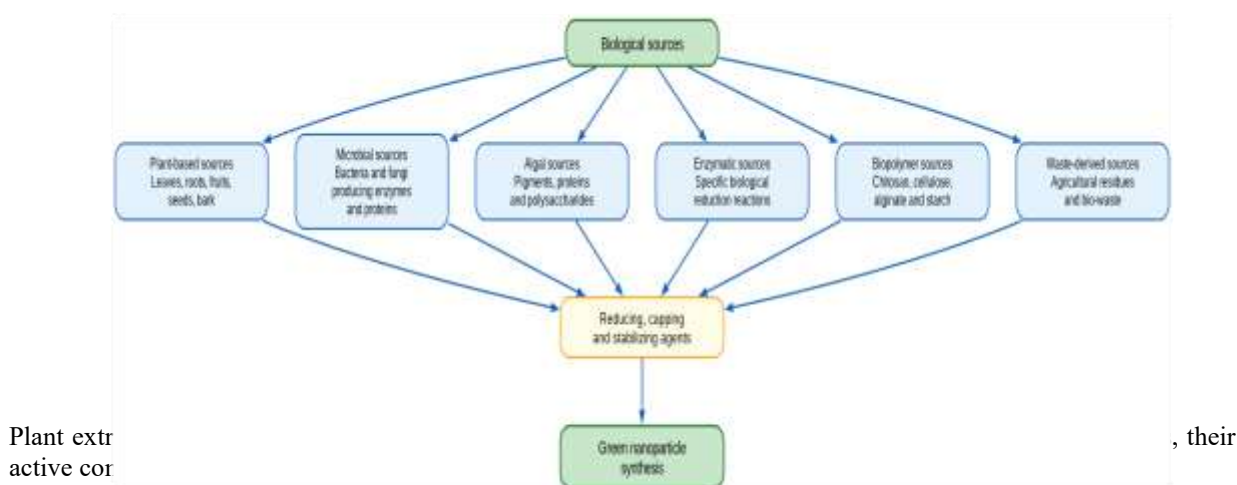 Biological sources
Plant-based sources
Leaves, roots, fruits,
seeds, bark
Microbial sources
Bacteria and fungi
producing enzymes
and proteins
Algal sources
Pigments, proteins
and polysaccharides
Enzymatic sources
Specific biological
reduction reactions
Biopolymer sources
Chitosan, cellulose,
alginate and starch
Waste-derived sources
Agricultural residues
and bio-waste
Reducing, capping
and stabilizing agents
Green nanoparticle
synthesis
Plant extr , their
active con